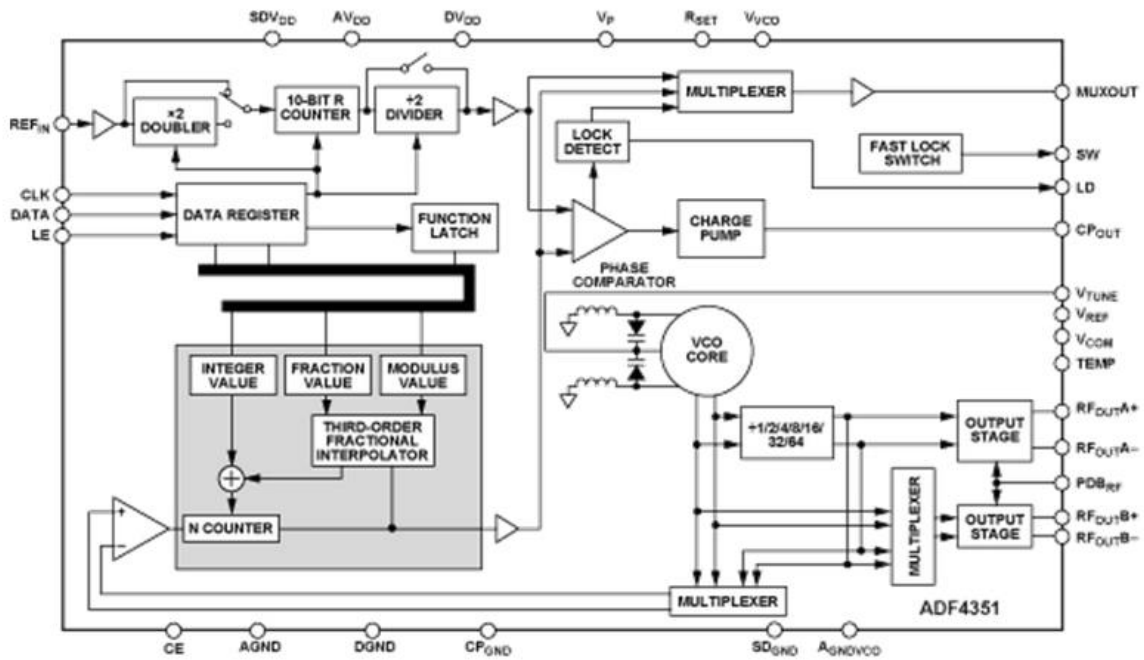 SDVDD
AVDD
DVDD
VP
RSET
VVCO
REFIN
×2
DOUBLER
10-BIT R
COUNTER
÷2
DIVIDER
MULTIPLEXER
MUXOUT
LOCK
DETECT
FAST LOCK
SWITCH
SW
LD
CLK
DATA
LE
DATA REGISTER
FUNCTION
LATCH
CHARGE
PUMP
CPOUT
PHASE
COMPARATOR
VTUNE
VREF
VCOM
TEMP
VCO
CORE
INTEGER
VALUE
FRACTION
VALUE
MODULUS
VALUE
THIRD-ORDER
FRACTIONAL
INTERPOLATOR
÷1/2/4/8/16/
32/64
OUTPUT
STAGE
RFOUTA+
RFOUTA−
PDBRF
MULTIPLEXER
OUTPUT
STAGE
RFOUTB+
RFOUTB−
+
−
N COUNTER
MULTIPLEXER
ADF4351
CE
AGND
DGND
CPGND
SDGND
AGNDVCO